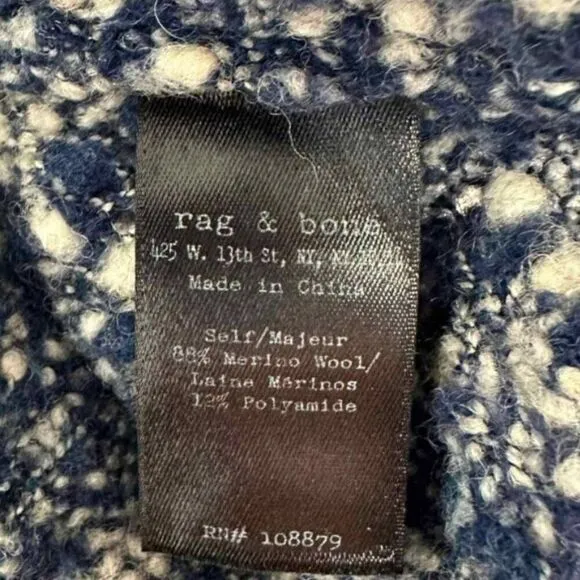 rag & bone
425 W. 13th St, NY, NY
Made in China
Self/Majeur
88% Merino Wool/
Laine Mérinos
12% Polyamide
RN# 108879